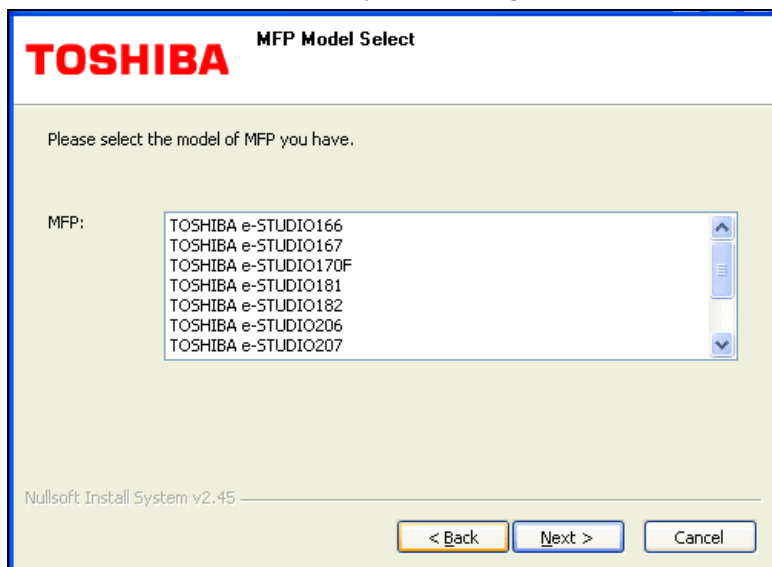 TOSHIBA
MFP Model Select
Please select the model of MFP you have.
MFP:
TOSHIBA e-STUDIO166
TOSHIBA e-STUDIO167
TOSHIBA e-STUDIO170F
TOSHIBA e-STUDIO181
TOSHIBA e-STUDIO182
TOSHIBA e-STUDIO206
TOSHIBA e-STUDIO207
Nullsoft Install System v2.45
< Back Next > Cancel